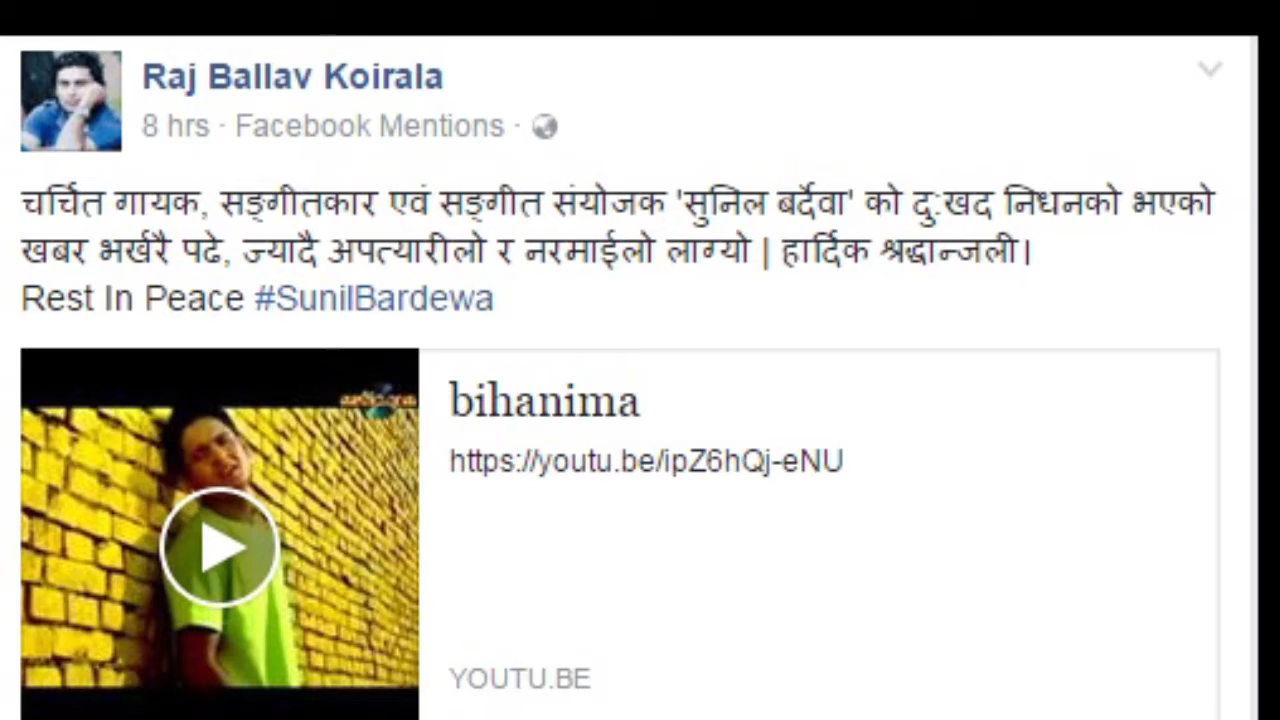 Raj Ballav Koirala
8 hrs · Facebook Mentions ·
चर्चित गायक, सङ्गीतकार एवं सङ्गीत संयोजक 'सुनिल बर्देवा' को दु:खद निधनको भएको
खबर भर्खरै पढे, ज्यादै अपत्यारीलो र नरमाईलो लाग्यो | हार्दिक श्रद्धान्जली।
Rest In Peace #SunilBardewa
bihanima
https://youtu.be/ipZ6hQj-eNU
YOUTU.BE